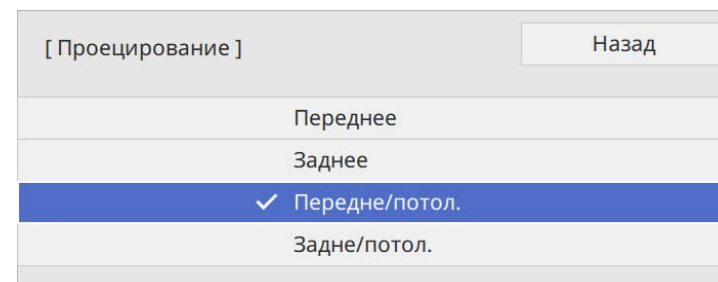 [ Проецирование ]
Назад
Переднее
Заднее
Передне/потол.
Задне/потол.